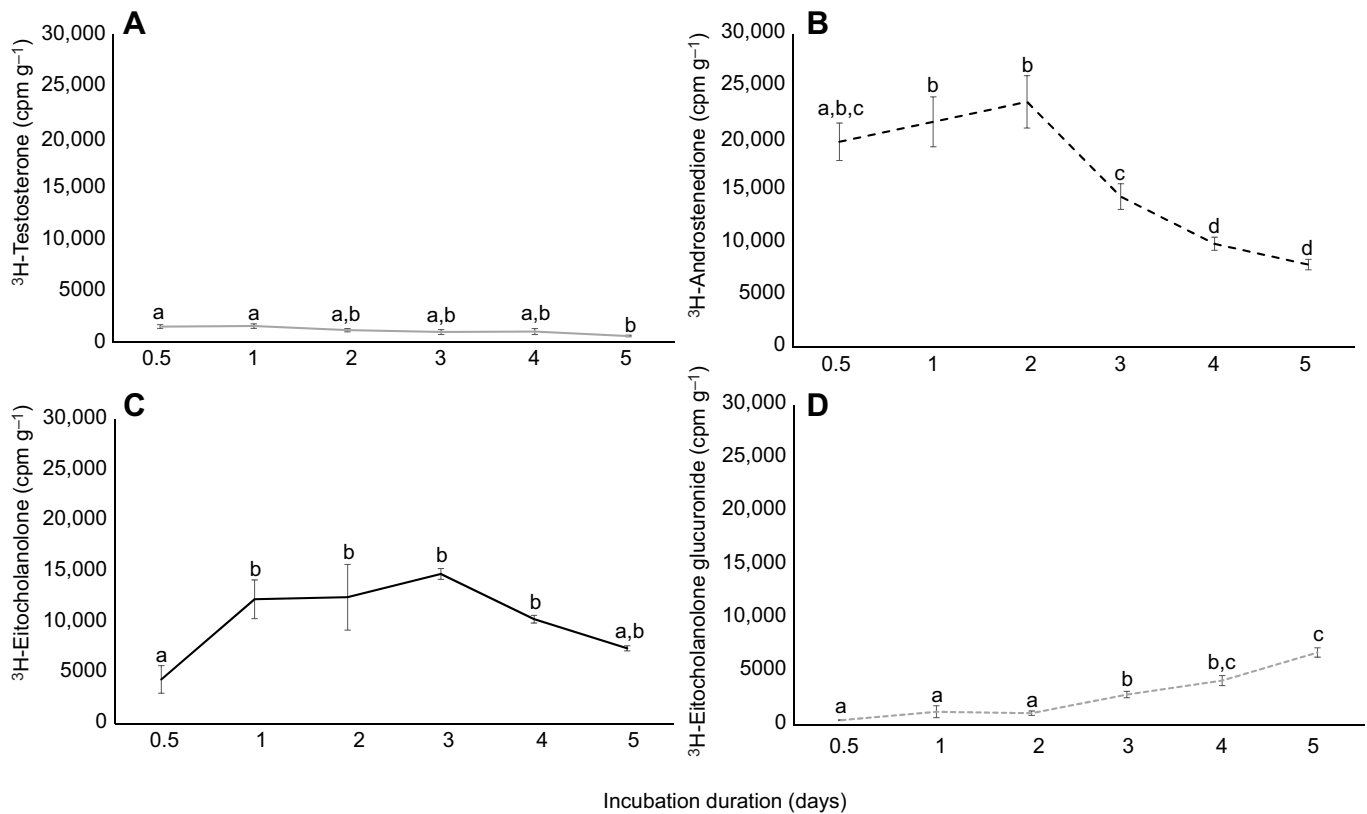 A
³H-Testosterone (cpm g⁻¹)
30,000
25,000
20,000
15,000
10,000
5000
0
a
a
a,b
a,b
a,b
b
0.5 1 2 3 4 5
B
³H-Androstenedione (cpm g⁻¹)
30,000
25,000
20,000
15,000
10,000
5000
0
a,b,c
b
b
c
d
d
0.5 1 2 3 4 5
C
³H-Eitocholanolone (cpm g⁻¹)
30,000
25,000
20,000
15,000
10,000
5000
0
a
b
b
b
b
a,b
0.5 1 2 3 4 5
D
³H-Eitocholanolone glucuronide (cpm g⁻¹)
30,000
25,000
20,000
15,000
10,000
5000
0
a
a
a
b
b,c
c
0.5 1 2 3 4 5
Incubation duration (days)